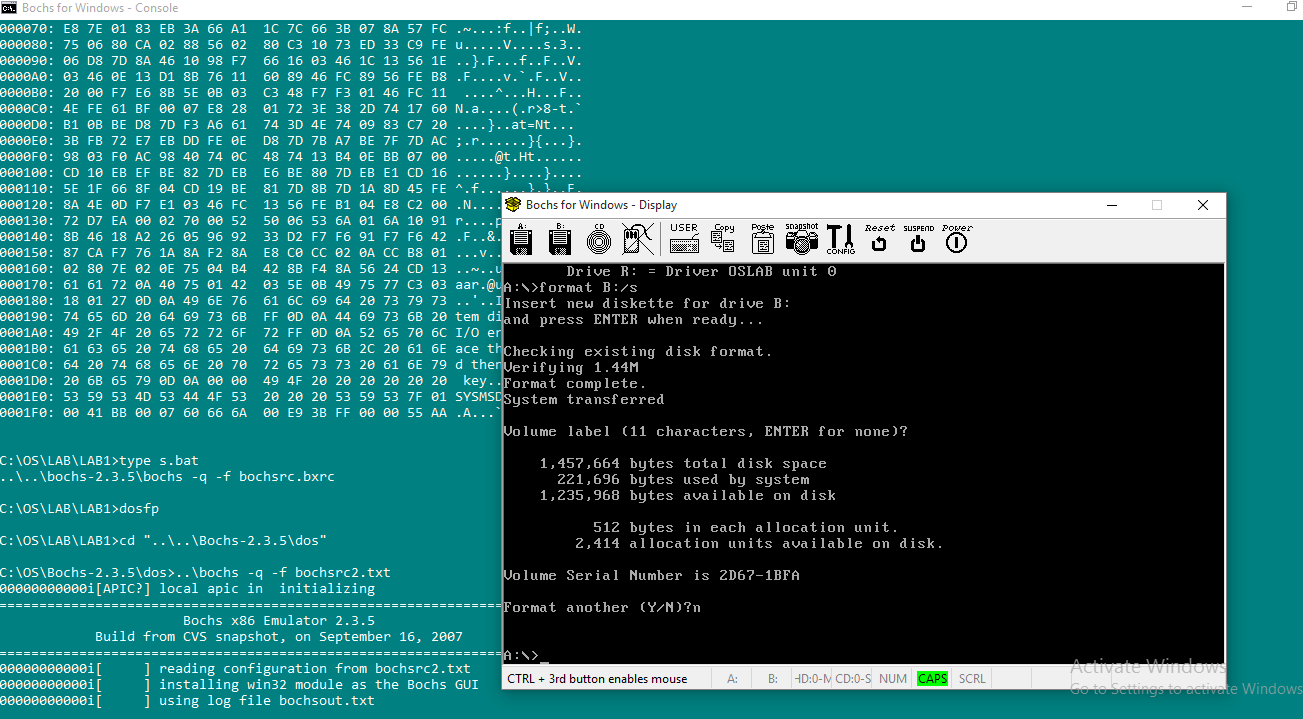 Bochs for Windows - Console
000070: E8 7E 01 83 EB 3A 66 A1 1C 7C 66 3B 07 8A 57 FC .~...:f..|f;..W.
000080: 75 06 80 CA 02 88 56 02 80 C3 10 73 ED 33 C9 FE u.....V....s.3..
000090: 06 D8 7D 8A 46 10 98 F7 66 16 03 46 1C 13 56 1E ..}.F...f..F..V.
0000A0: 03 46 0E 13 D1 8B 76 11 60 89 46 FC 89 56 FE B8 .F....v.`.F..V..
0000B0: 20 00 F7 E6 8B 5E 0B 03 C3 48 F7 F3 01 46 FC 11 ....^...H...F..
0000C0: 4E FE 61 BF 00 07 E8 28 01 72 3E 38 2D 74 17 60 N.a....(.r>8-t.`
0000D0: B1 0B BE D8 7D F3 A6 61 74 3D 4E 74 09 83 C7 20 ....}..at=Nt...
0000E0: 3B FB 72 E7 EB DD FE 0E D8 7D 7B A7 BE 7F 7D AC ;.r......}{...}.
0000F0: 98 03 F0 AC 98 40 74 0C 48 74 13 B4 0E BB 07 00 .....@t.Ht......
000100: CD 10 EB EF BE 82 7D EB E6 BE 80 7D EB E1 CD 16 ......}....}....
000110: 5E 1F 66 8F 04 CD 19 BE 81 7D 8B 7D 1A 8D 45 FE ^.f......}.}..E.
000120: 8A 4E 0D F7 E1 03 46 FC 13 56 FE B1 04 E8 C2 00 .N....
000130: 72 D7 EA 00 02 70 00 52 50 06 53 6A 01 6A 10 91 r....p
000140: 8B 46 18 A2 26 05 96 92 33 D2 F7 F6 91 F7 F6 42 .F..&.
000150: 87 CA F7 76 1A 8A F2 8A E8 C0 CC 02 0A CC B8 01 ...v..
000160: 02 80 7E 02 0E 75 04 B4 42 8B F4 8A 56 24 CD 13 ..~..u
000170: 61 61 72 0A 40 75 01 42 03 5E 0B 49 75 77 C3 03 aar.@u
000180: 18 01 27 0D 0A 49 6E 76 61 6C 69 64 20 73 79 73 ..'..I
000190: 74 65 6D 20 64 69 73 6B FF 0D 0A 44 69 73 6B 20 tem di
0001A0: 49 2F 4F 20 65 72 72 6F 72 FF 0D 0A 52 65 70 6C I/O er
0001B0: 61 63 65 20 74 68 65 20 64 69 73 6B 2C 20 61 6E ace th
0001C0: 64 20 74 68 65 6E 20 70 72 65 73 73 20 61 6E 79 d then
0001D0: 20 6B 65 79 0D 0A 00 00 49 4F 20 20 20 20 20 20 key..
0001E0: 53 59 53 4D 53 44 4F 53 20 20 20 53 59 53 7F 01 SYSMSD
0001F0: 00 41 BB 00 07 60 66 6A 00 E9 3B FF 00 00 55 AA .A...`
C:\OS\LAB\LAB1>type s.bat
..\..\bochs-2.3.5\bochs -q -f bochsrc.bxrc
C:\OS\LAB\LAB1>dosfp
C:\OS\LAB\LAB1>cd "..\..\Bochs-2.3.5\dos"
C:\OS\Bochs-2.3.5\dos>..\bochs -q -f bochsrc2.txt
00000000000i[APIC?] local apic in  initializing
========================================================================
Bochs x86 Emulator 2.3.5
Build from CVS snapshot, on September 16, 2007
========================================================================
00000000000i[     ] reading configuration from bochsrc2.txt
00000000000i[     ] installing win32 module as the Bochs GUI
00000000000i[     ] using log file bochsout.txt
Bochs for Windows - Display
A: B: CD USER Copy Paste snapshot CONFIG Reset SUSPEND Power
Drive R: = Driver OSLAB unit 0
A:\>format B:/s
Insert new diskette for drive B:
and press ENTER when ready...
Checking existing disk format.
Verifying 1.44M
Format complete.
System transferred
Volume label (11 characters, ENTER for none)?
1,457,664 bytes total disk space
221,696 bytes used by system
1,235,968 bytes available on disk
512 bytes in each allocation unit.
2,414 allocation units available on disk.
Volume Serial Number is 2D67-1BFA
Format another (Y/N)?n
A:\>_
CTRL + 3rd button enables mouse A: B: HD:0-M CD:0-S NUM CAPS SCRL
Activate Windows
Go to Settings to activate Windows